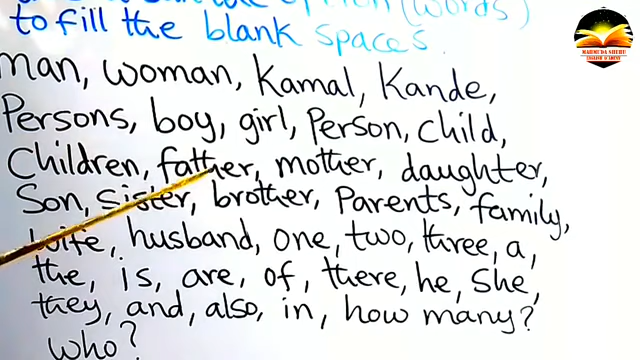 to fill the blank spaces.
man, woman, Kamal, Kande,
Persons, boy, girl, Person, Child,
Children, father, mother, daughter,
Son, sister, brother, Parents, family,
wife, husband, one, two, three, a,
the, is, are, of, there, he, She,
they, and, also, in, how many?
who?